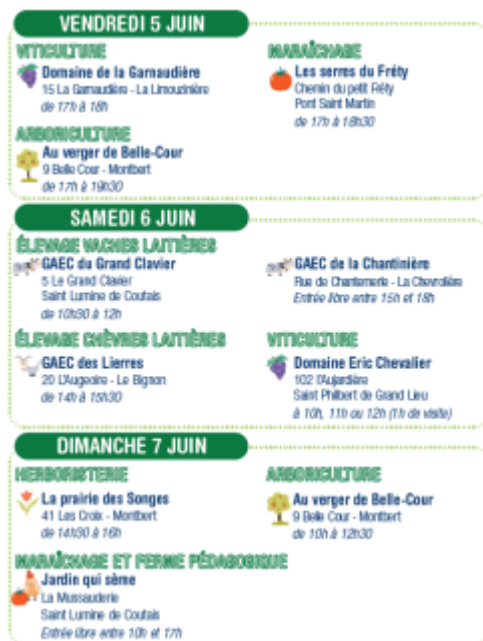 VENDREDI 5 JUIN
VITICULTURE
Domaine de la Garnaudière
15 La Garnaudière - La Limouzinière
de 17h à 18h
MARAÎCHAGE
Les serres du Fréty
Chemin du petit Fréty
Pont Saint Martin
de 17h à 18h30
ARBORICULTURE
Au verger de Belle-Cour
9 Belle Cour - Montbert
de 17h à 19h30
SAMEDI 6 JUIN
ÉLEVAGE VACHES LAITIÈRES
GAEC du Grand Clavier
5 Le Grand Clavier
Saint Lumine de Coutais
de 10h30 à 12h
GAEC de la Chantinière
Rue de Chantemerle - La Chevrolière
Entrée libre entre 15h et 18h
ÉLEVAGE CHÈVRES LAITIÈRES
GAEC des Lierres
20 L'Augeoire - Le Bignon
de 14h à 15h30
VITICULTURE
Domaine Eric Chevalier
102 l'Aujardière
Saint Philbert de Grand Lieu
à 10h, 11h ou 12h (1h de visite)
DIMANCHE 7 JUIN
HERBORISTERIE
La prairie des Songes
41 Les Croix - Montbert
de 14h30 à 16h
ARBORICULTURE
Au verger de Belle-Cour
9 Belle Cour - Montbert
de 10h à 12h30
MARAÎCHAGE ET FERME PÉDAGOGIQUE
Jardin qui sème
La Mussauderie
Saint Lumine de Coutais
Entrée libre entre 10h et 17h